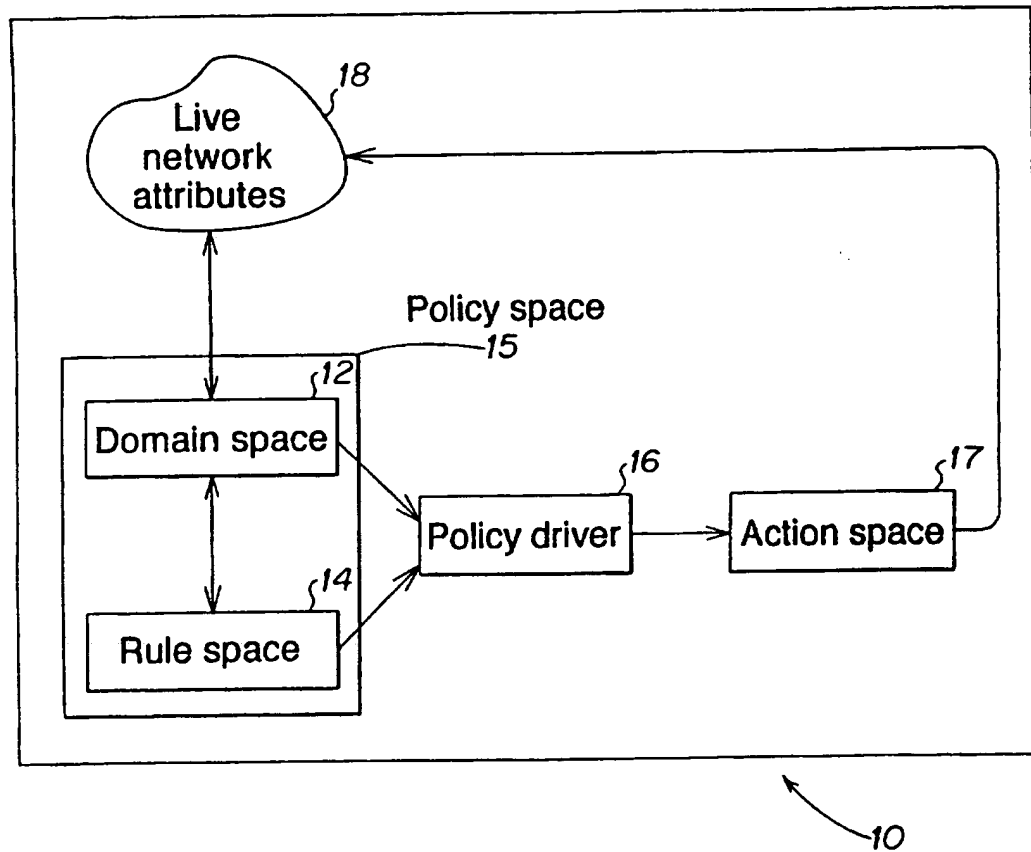 18
Live
network
attributes
Policy space
15
12
Domain space
16
17
Policy driver
Action space
14
Rule space
10